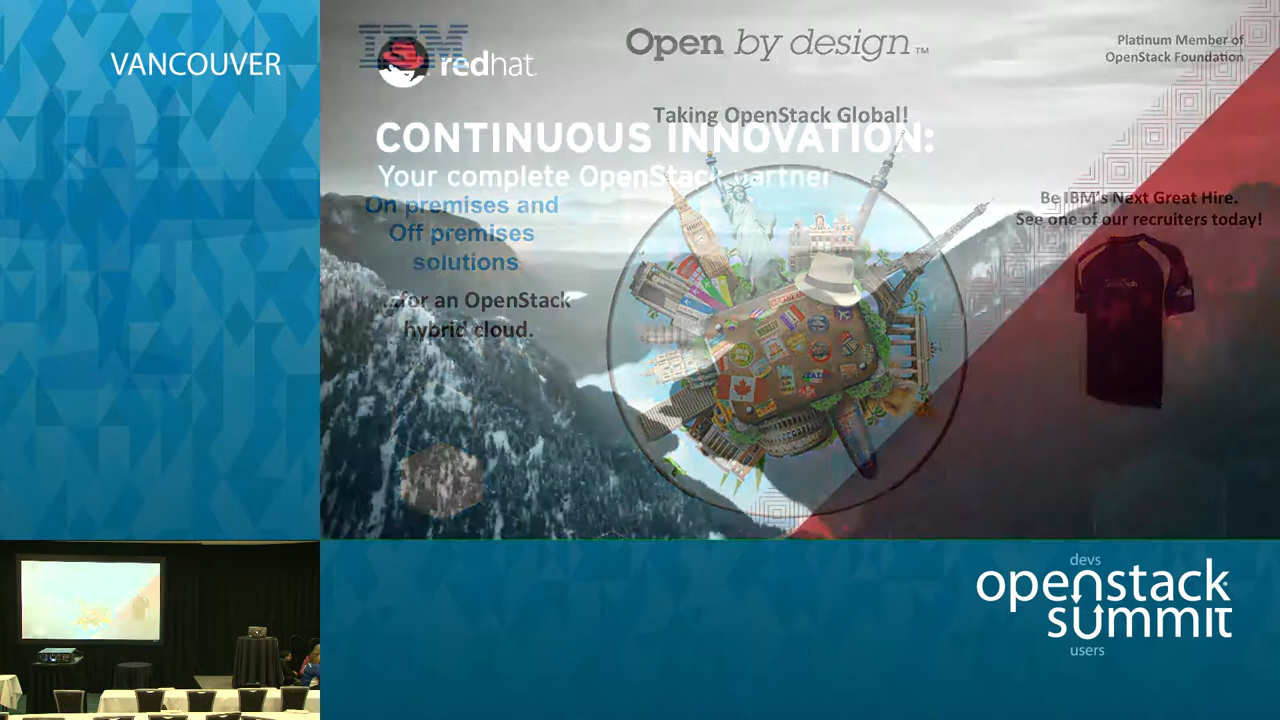 VANCOUVER
IBM
redhat.
Open by design™
Platinum Member of
OpenStack Foundation
Taking OpenStack Global!
CONTINUOUS INNOVATION:
Your complete OpenStack partner
On premises and
Off premises
solutions
...for an OpenStack
hybrid cloud.
Be IBM's Next Great Hire.
See one of our recruiters today!
devs
openstack
summit
users